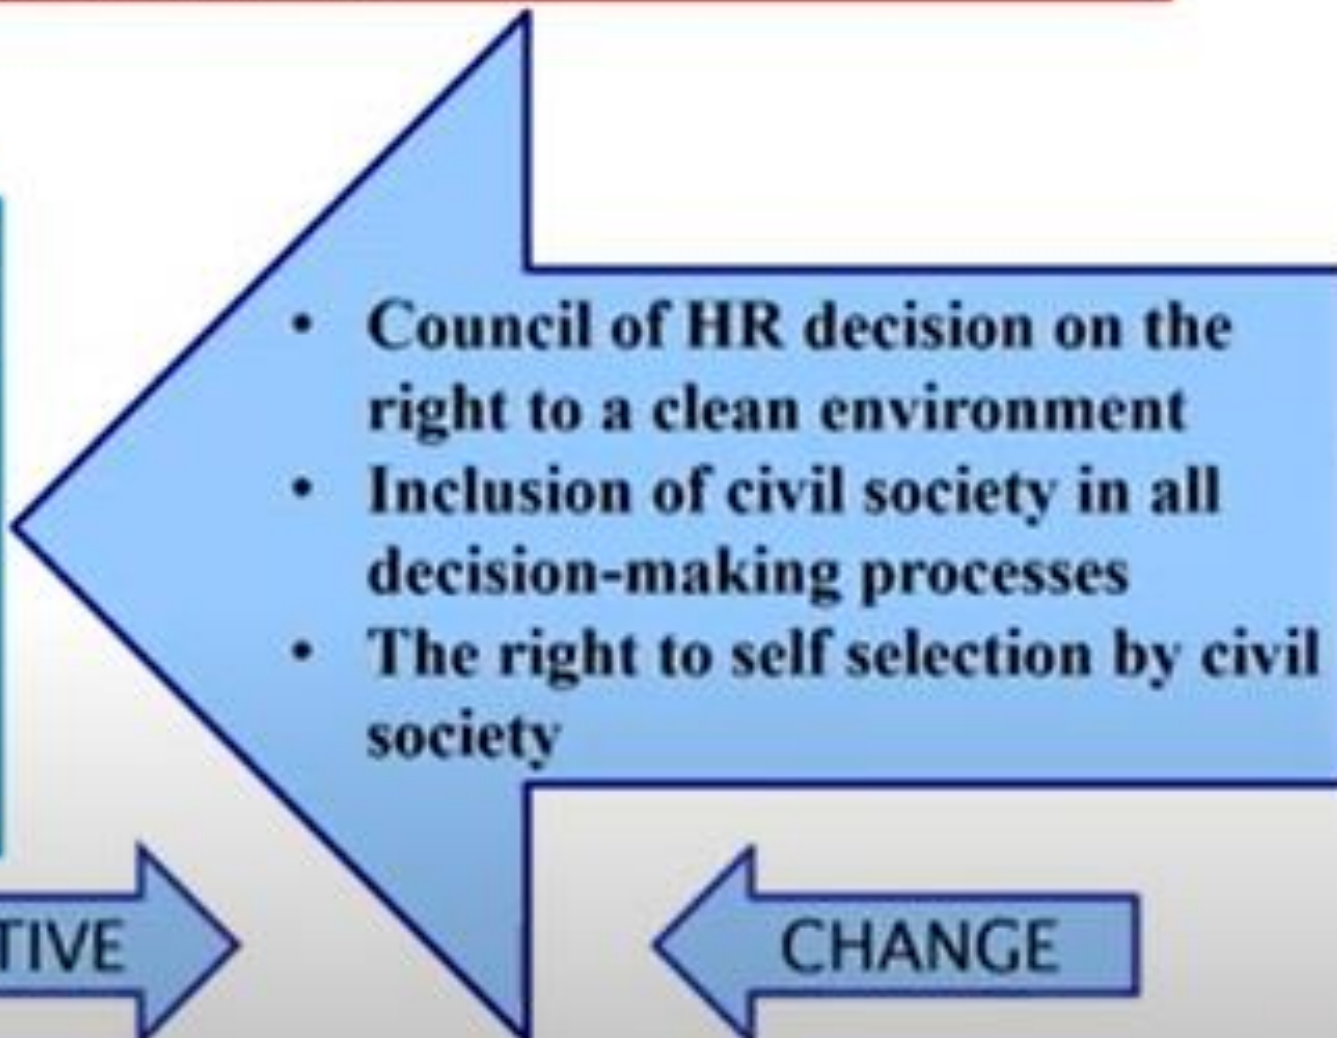 • Council of HR decision on the
right to a clean environment
• Inclusion of civil society in all
decision-making processes
• The right to self selection by civil
society
TIVE
CHANGE